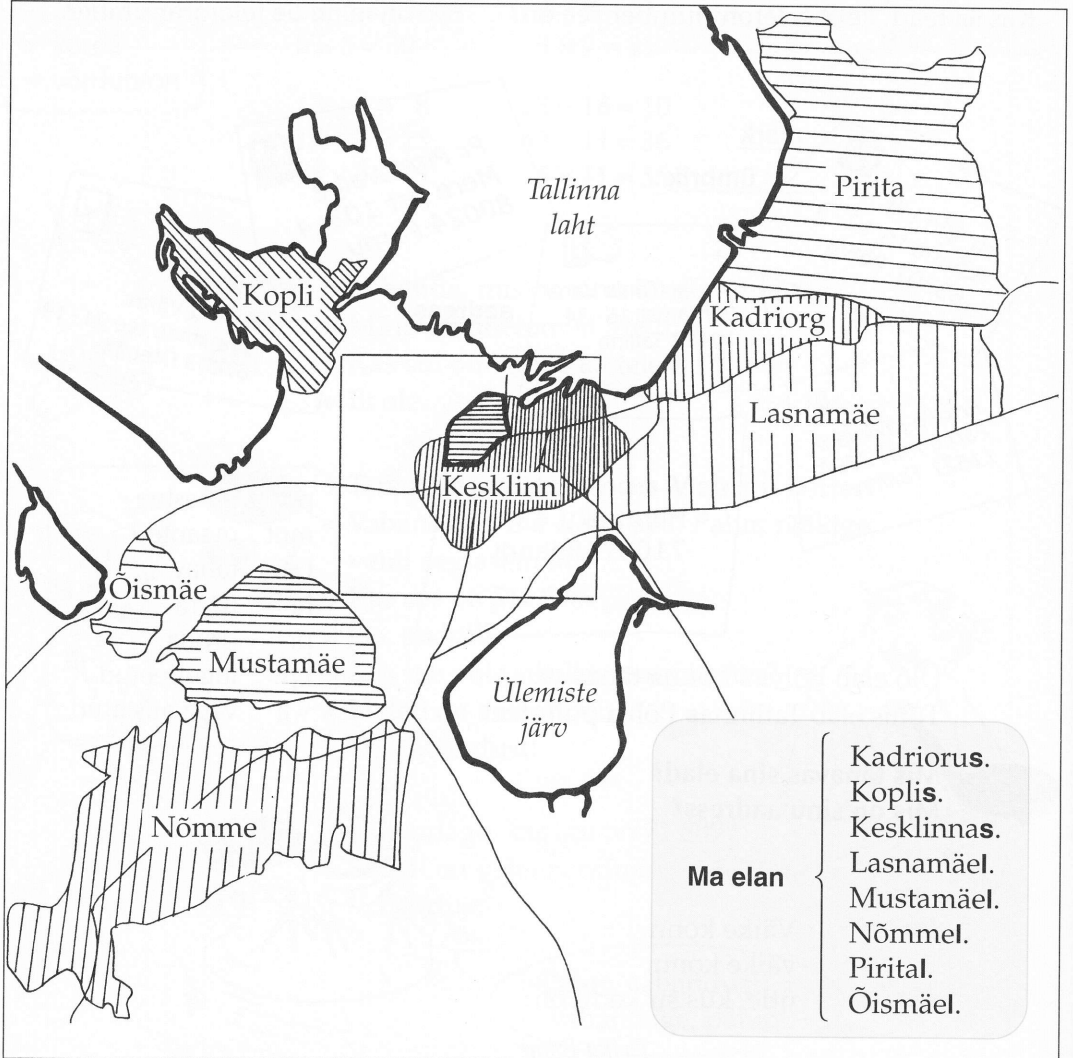 Pirita
Tallinna
laht
Kopli
Kadriorg
Lasnamäe
Kesklinn
Õismäe
Mustamäe
Ülemiste
järv
Nõmme
Ma elan
Kadriorus.
Koplis.
Kesklinnas.
Lasnamäel.
Mustamäel.
Nõmmel.
Pirital.
Õismäel.